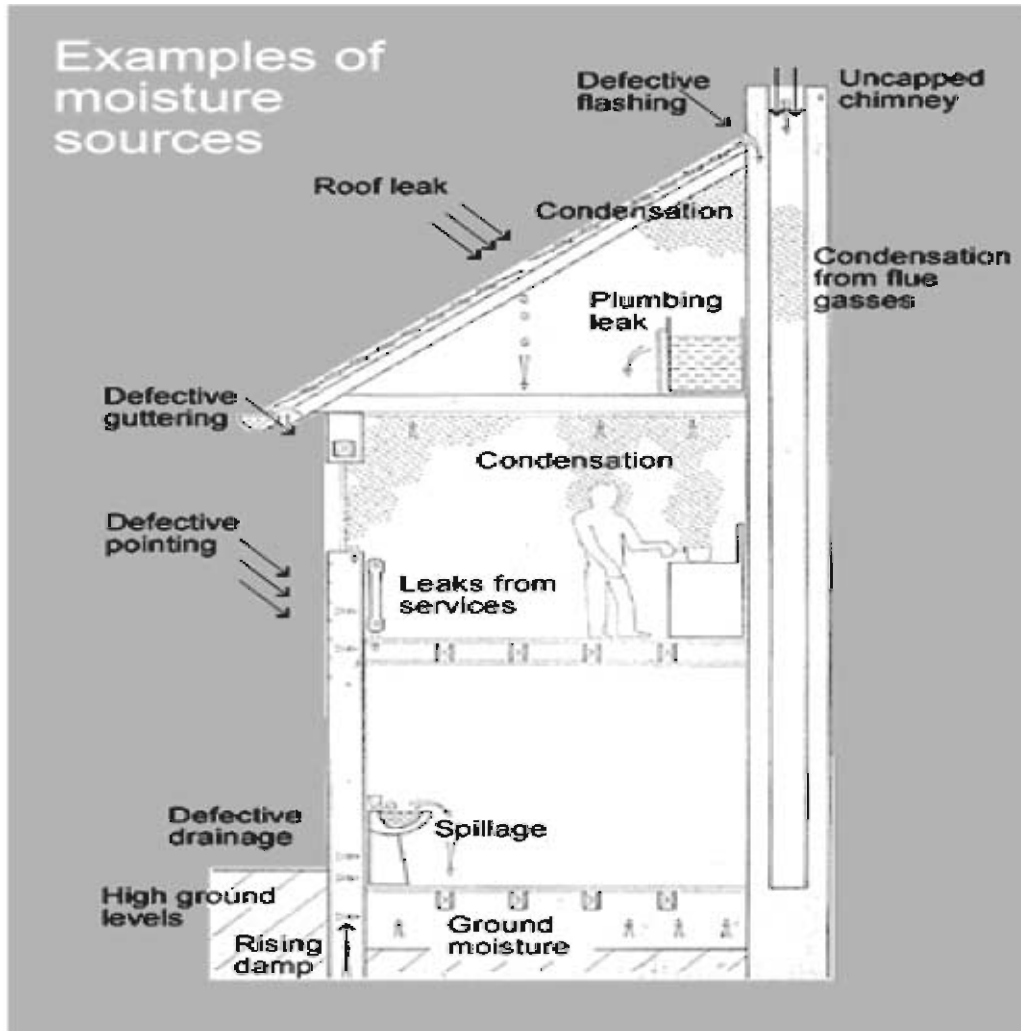 Examples of
moisture
sources
Defective
flashing
Uncapped
chimney
Roof leak
Condensation
Condensation
from flue
gasses
Plumbing
leak
Defective
guttering
Condensation
Defective
pointing
Leaks from
services
Defective
drainage
Spillage
High ground
levels
Ground
moisture
Rising
damp